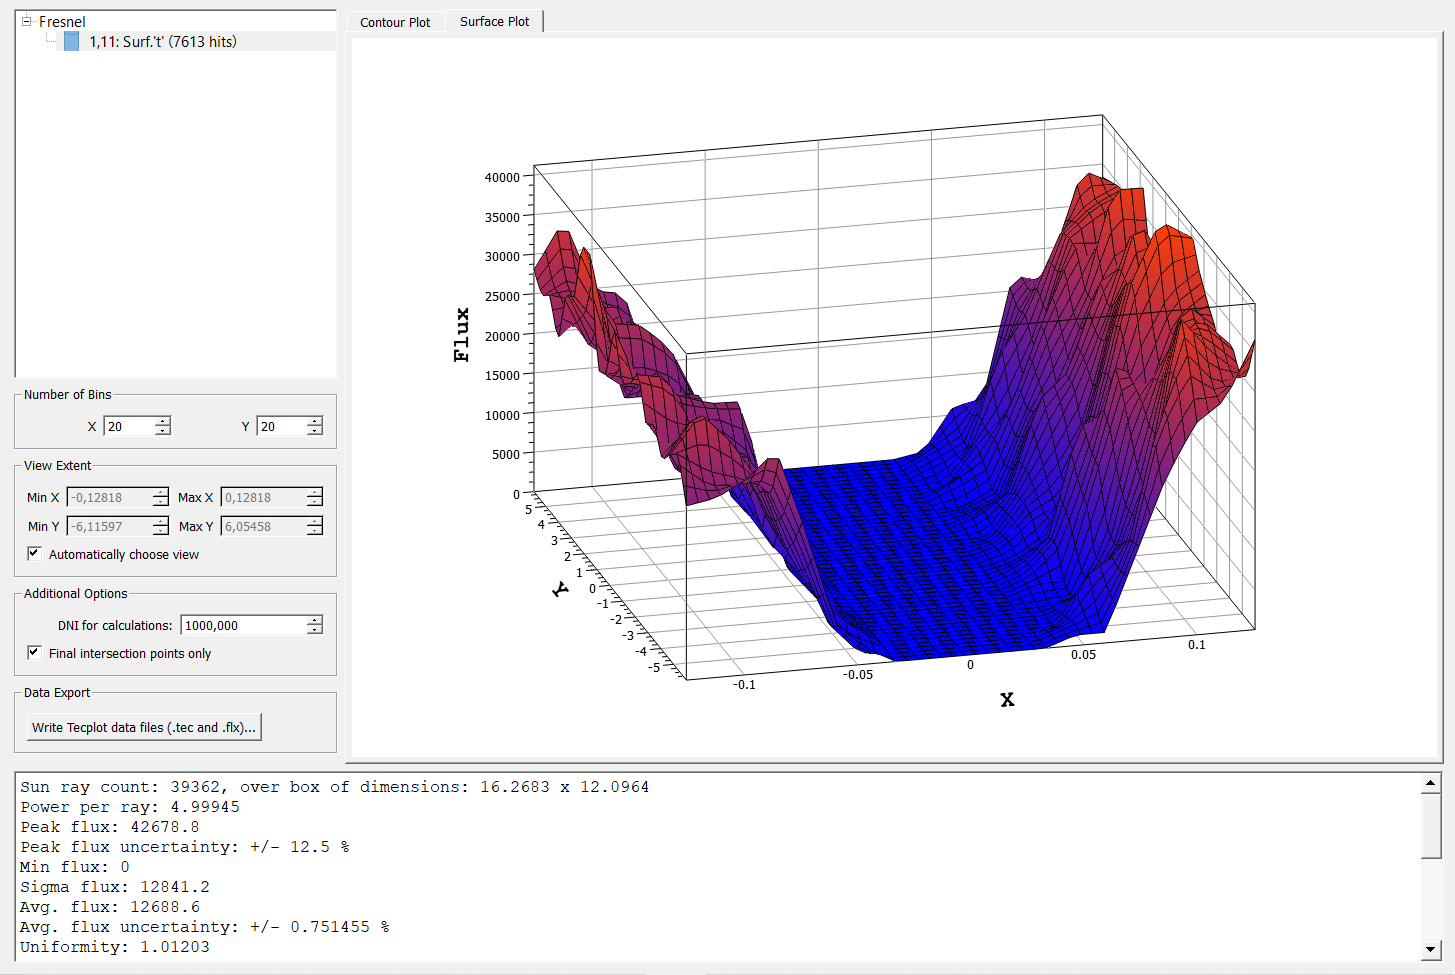 Fresnel
1,11: Surf.'t' (7613 hits)
Number of Bins
X 20 Y 20
View Extent
Min X -0,12818 Max X 0,12818
Min Y -6,11597 Max Y 6,05458
Automatically choose view
Additional Options
DNI for calculations: 1000,000
Final intersection points only
Data Export
Write Tecplot data files (.tec and .flx)...
Contour Plot
Surface Plot
Flux
40000
35000
30000
25000
20000
15000
10000
5000
0
5
4
3
2
1
0
-1
-2
-3
-4
-5
Y
-0.1
-0.05
0
0.05
0.1
X
Sun ray count: 39362, over box of dimensions: 16.2683 x 12.0964
Power per ray: 4.99945
Peak flux: 42678.8
Peak flux uncertainty: +/- 12.5 %
Min flux: 0
Sigma flux: 12841.2
Avg. flux: 12688.6
Avg. flux uncertainty: +/- 0.751455 %
Uniformity: 1.01203